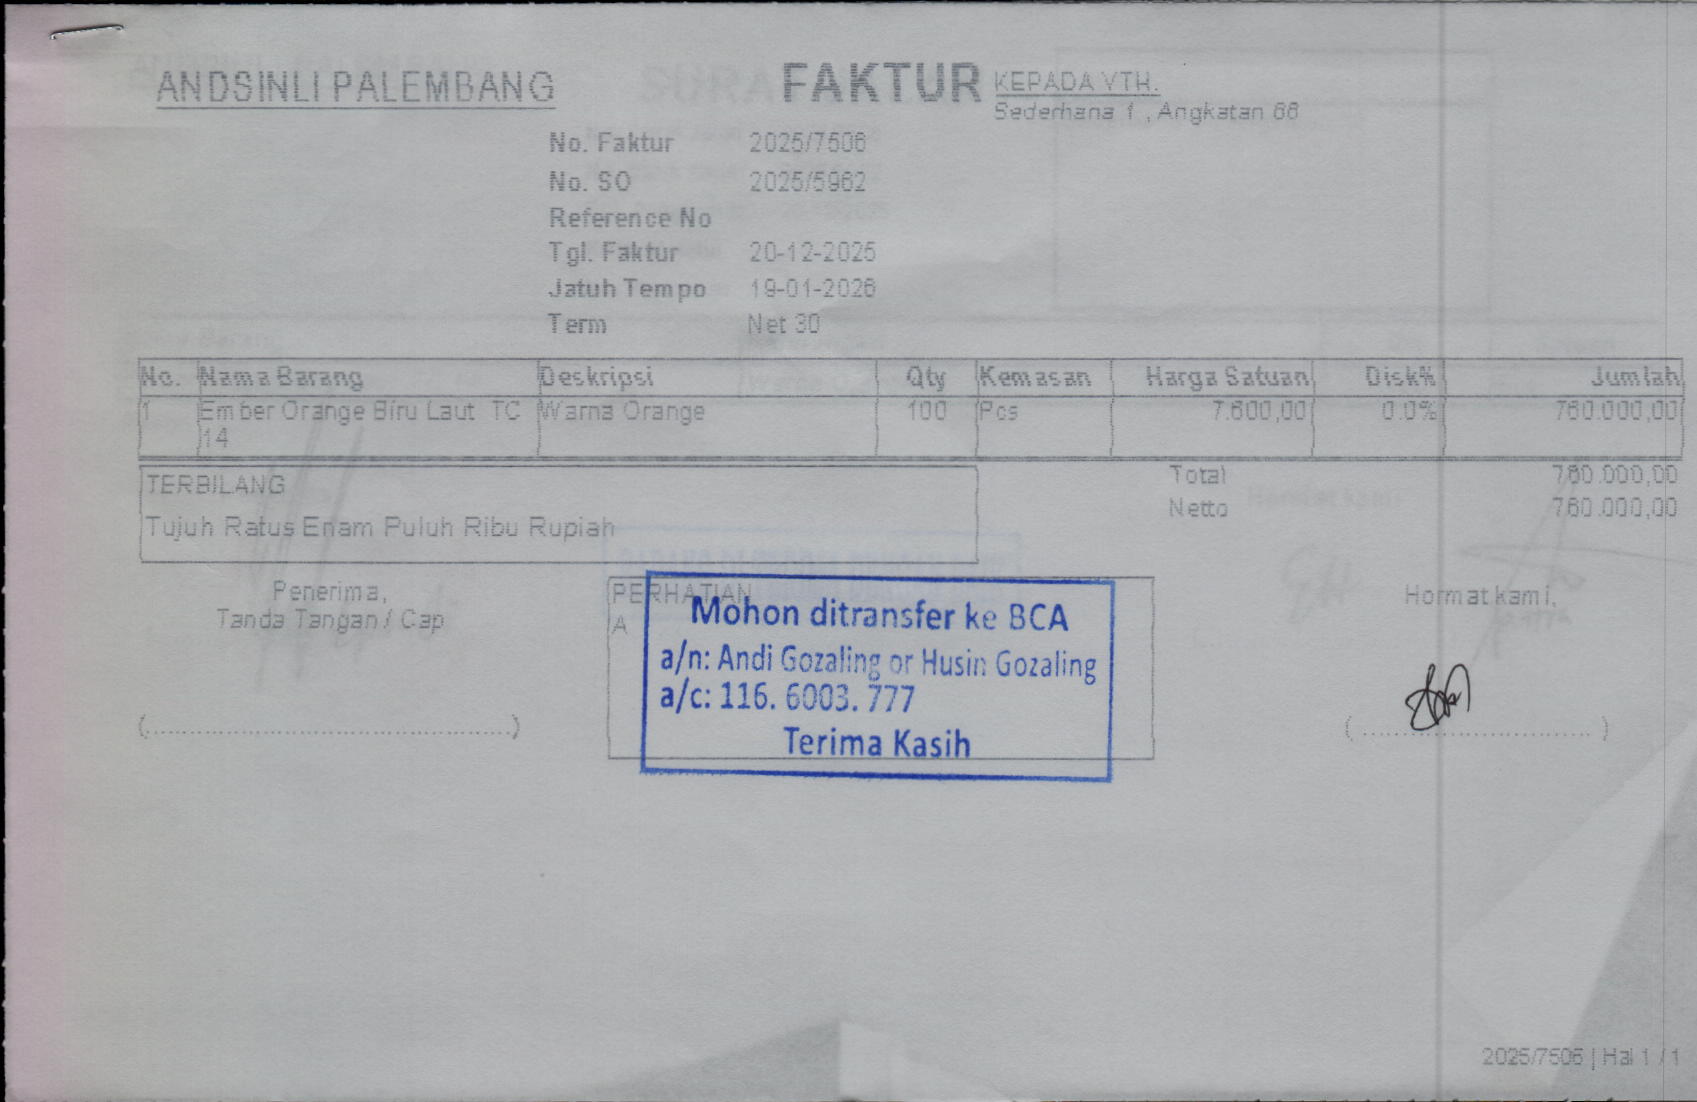 ANDSINLI PALEMBANG
FAKTUR
KEPADA YTH.
Sederhana 1 , Angkatan 66
No. Faktur 2025/7506
No. SO 2025/5962
Reference No
Tgl. Faktur 20-12-2025
Jatuh Tempo 19-01-2026
Term Net 30
No. Nama Barang Deskripsi Qty Kemasan Harga Satuan Disk% Jumlah
1 Ember Orange Biru Laut TC Warna Orange 100 Pcs 7.600,00 0.0% 760.000,00
14
Total 760.000,00
Netto 760.000,00
TERBILANG
Tujuh Ratus Enam Puluh Ribu Rupiah
Penerima,
Tanda Tangan / Cap
PERHATIAN
A
Mohon ditransfer ke BCA
a/n: Andi Gozaling or Husin Gozaling
a/c: 116. 6003. 777
Terima Kasih
Hormat kami,
2025/7506 | Hal 1 / 1